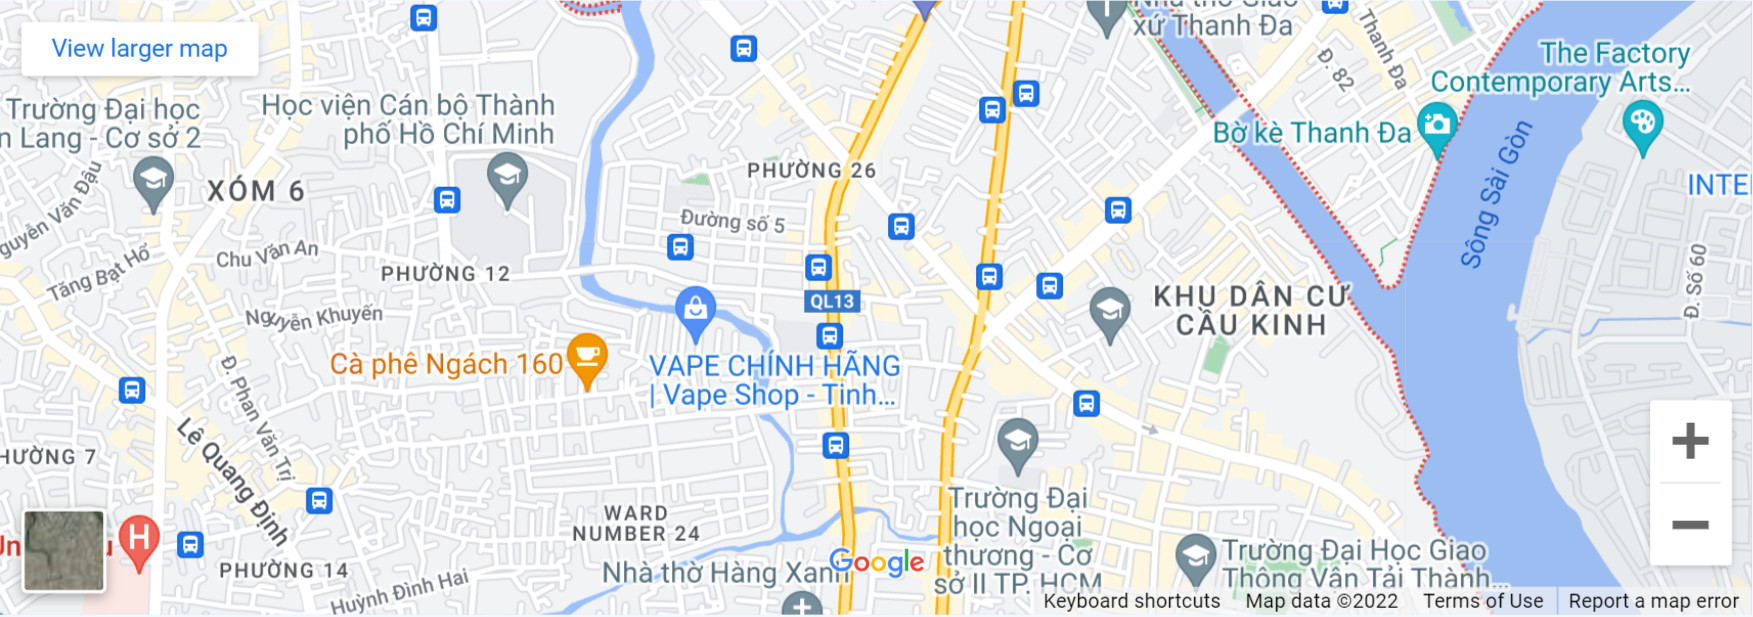 View larger map
Trường Đại học
n Lang - Cơ sở 2
Học viện Cán bộ Thành
phố Hồ Chí Minh
xứ Thanh Đa
Thanh Đa
Đ. 82
The Factory
Contemporary Arts...
Bờ kè Thanh Đa
Sông Sài Gòn
PHƯỜNG 26
XÓM 6
INTE
guyễn Văn Đậu
Đường số 5
Chu Văn An
Tăng Bạt Hổ
PHƯỜNG 12
Đ. Số 60
QL13
KHU DÂN CƯ
CẦU KINH
Nguyễn Khuyến
Cà phê Ngách 160
VAPE CHÍNH HÃNG
| Vape Shop - Tinh...
Đ. Phan Văn Trị
Lê Quang Định
HƯỜNG 7
WARD
NUMBER 24
Trường Đại
học Ngoại
thương - Cơ
sở II TP. HCM
H
PHƯỜNG 14
Huỳnh Đình Hai
Nhà thờ Hàng Xanh
Google
Trường Đại Học Giao
Thông Vận Tải Thành...
Keyboard shortcuts
Map data ©2022
Terms of Use
Report a map error